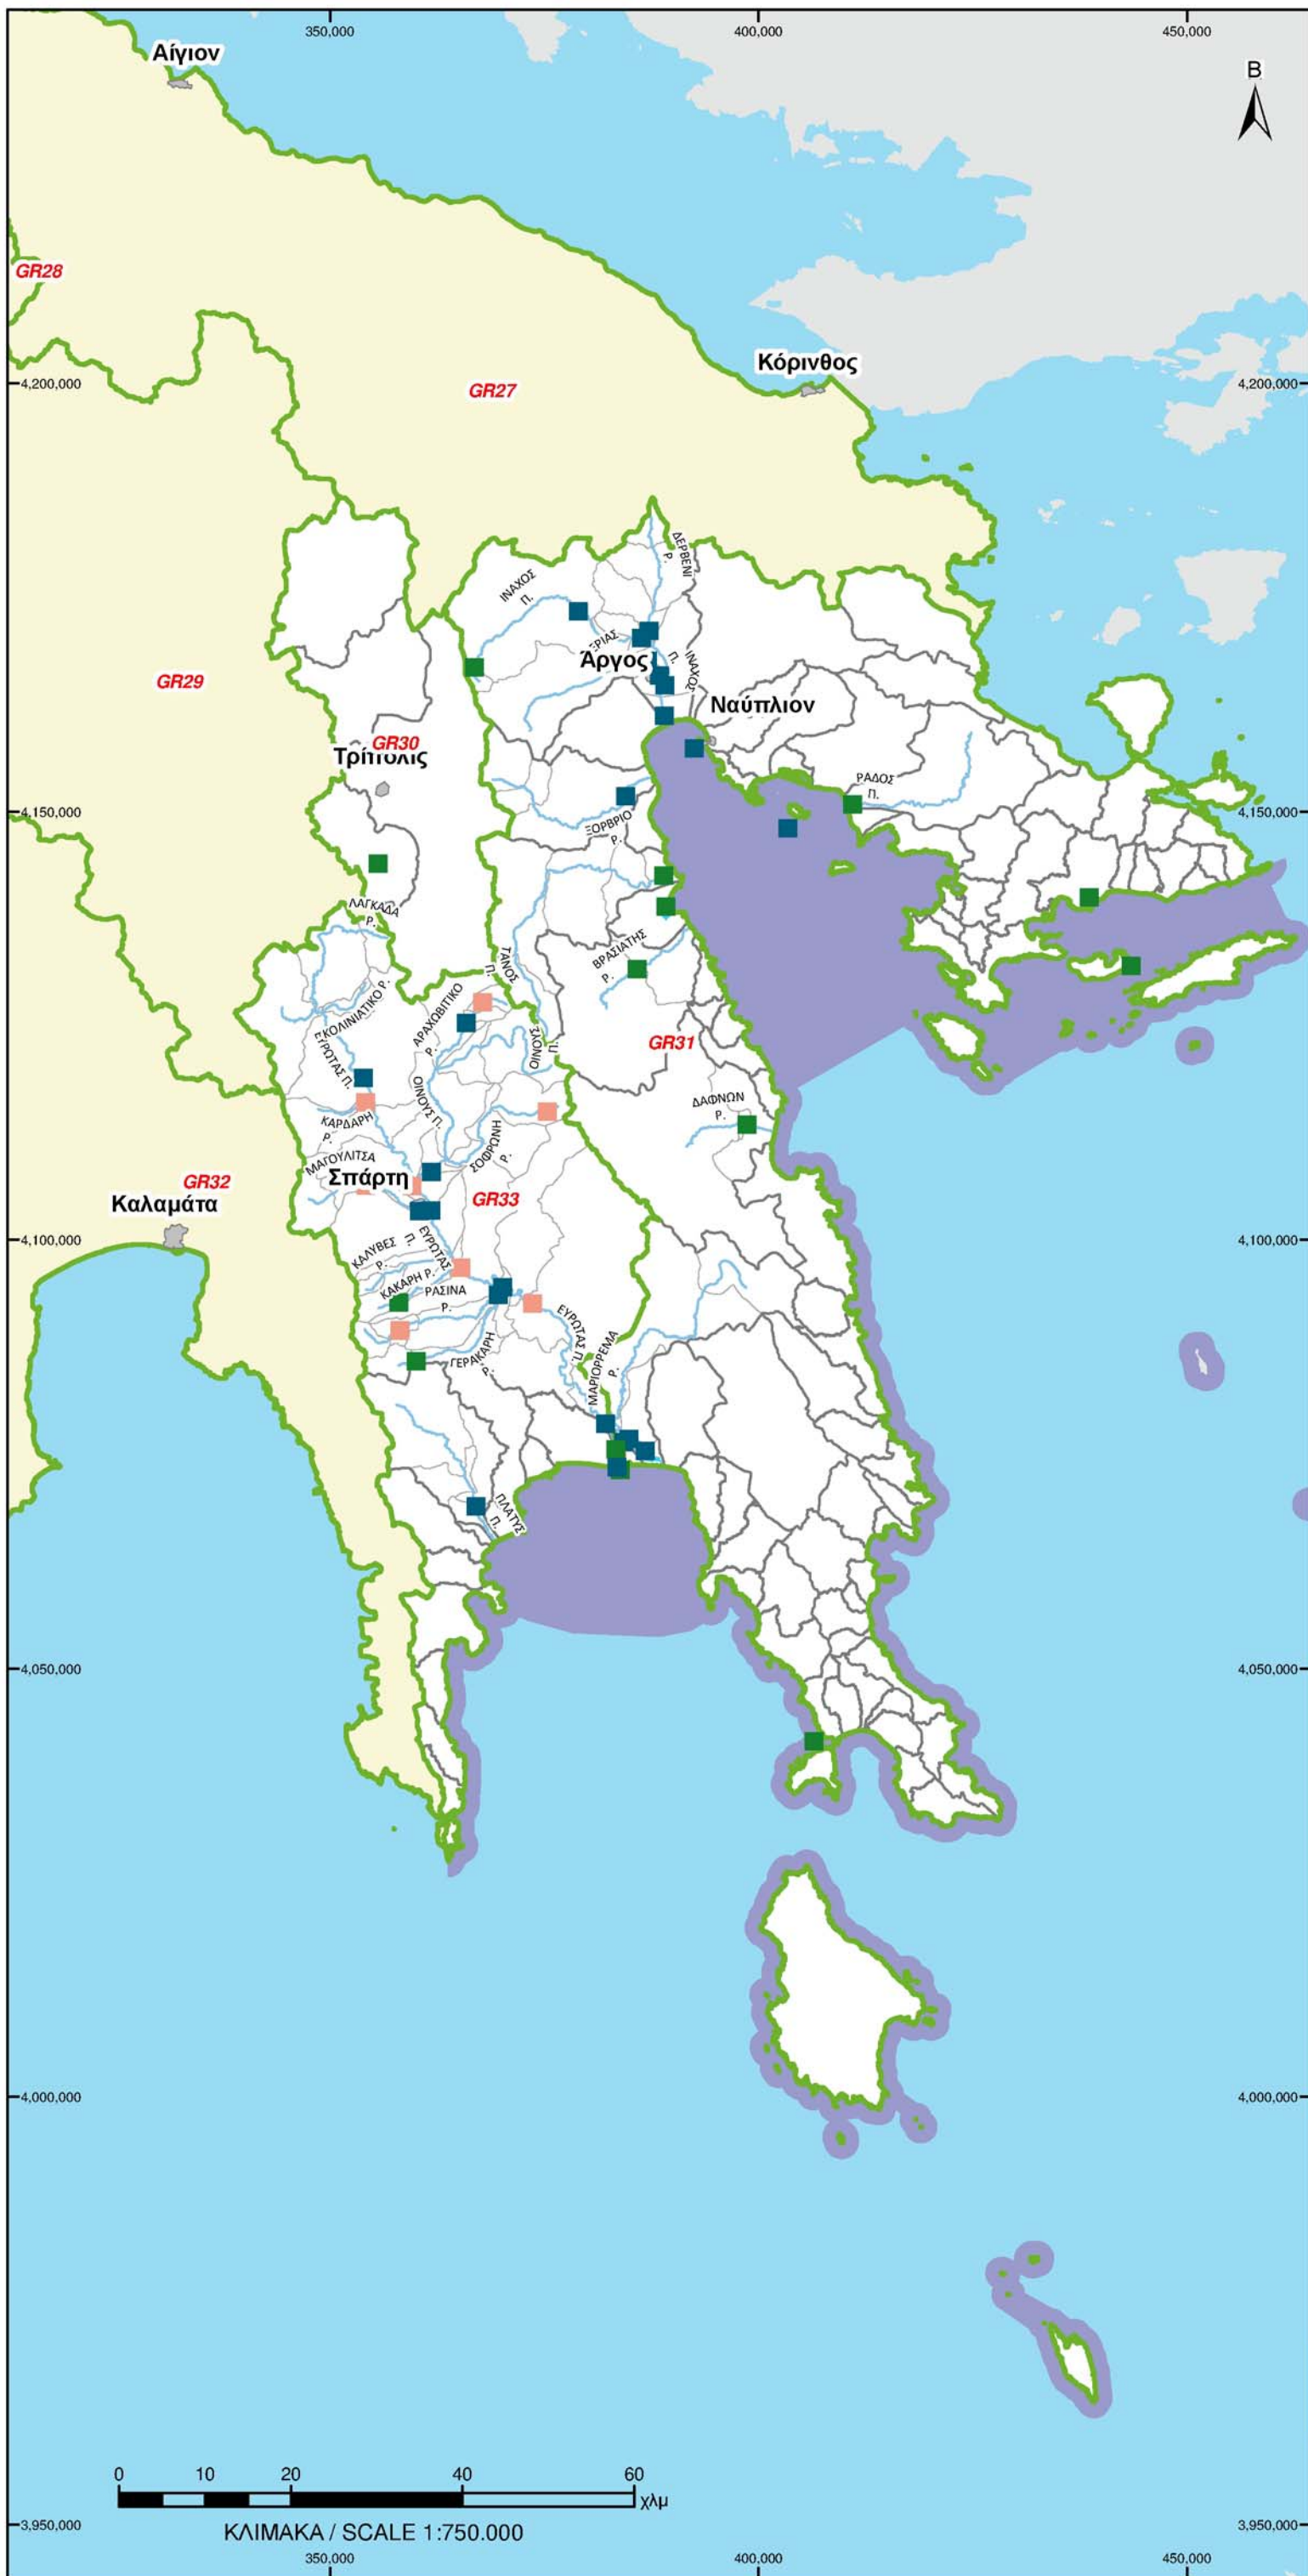 350,000
400,000
450,000
Αίγιον
Β
GR28
Κόρινθος
4,200,000
4,200,000
GR27
ΔΕΡΒΕΝΙ
Ρ.
ΙΝΑΧΟΣ
Π.
ΕΡΙΑΣ
Άργος
Π.
ΙΝΑΧΟΣ
GR29
Ναύπλιον
GR30
Τρίπολις
ΡΑΔΟΣ
Π.
4,150,000
4,150,000
ΞΟΡΒΡΙΟ
Ρ.
ΛΑΓΚΑΔΑ
Ρ.
ΒΡΑΣΙΑΤΗΣ
Ρ.
ΤΑΝΟΣ
Π.
ΚΟΛΙΝΙΑΤΙΚΟ Ρ.
ΑΡΑΧΩΒΙΤΙΚΟ
Ρ.
ΕΥΡΩΤΑΣ Π.
GR31
ΟΙΝΟΥΣ
Π.
ΟΙΝΟΥΣ Π.
ΔΑΦΝΩΝ
Ρ.
ΚΑΡΔΑΡΗ
Ρ.
ΣΟΦΡΩΝΗ
Ρ.
ΜΑΓΟΥΛΙΤΣΑ
Σπάρτη
GR32
GR33
Καλαμάτα
4,100,000
4,100,000
ΚΑΛΥΒΕΣ
Ρ.
ΕΥΡΩΤΑΣ
Π.
ΚΑΚΑΡΗ Ρ.
ΡΑΣΙΝΑ
Ρ.
ΕΥΡΩΤΑΣ
Π.
ΓΕΡΑΚΑΡΗ
Ρ.
ΜΑΡΙΟΡΡΕΜΑ
Ρ.
ΠΛΑΤΥΣ
Π.
4,050,000
4,050,000
4,000,000
4,000,000
0 10 20 40 60
χλμ
ΚΛΙΜΑΚΑ / SCALE 1:750.000
3,950,000
3,950,000
350,000
400,000
450,000